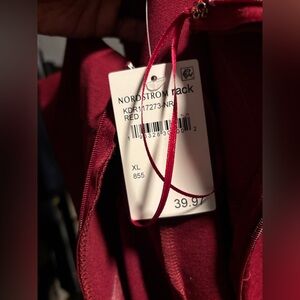 NORDSTROM rack
KDR117273-NR
RED
XL
855
39.97